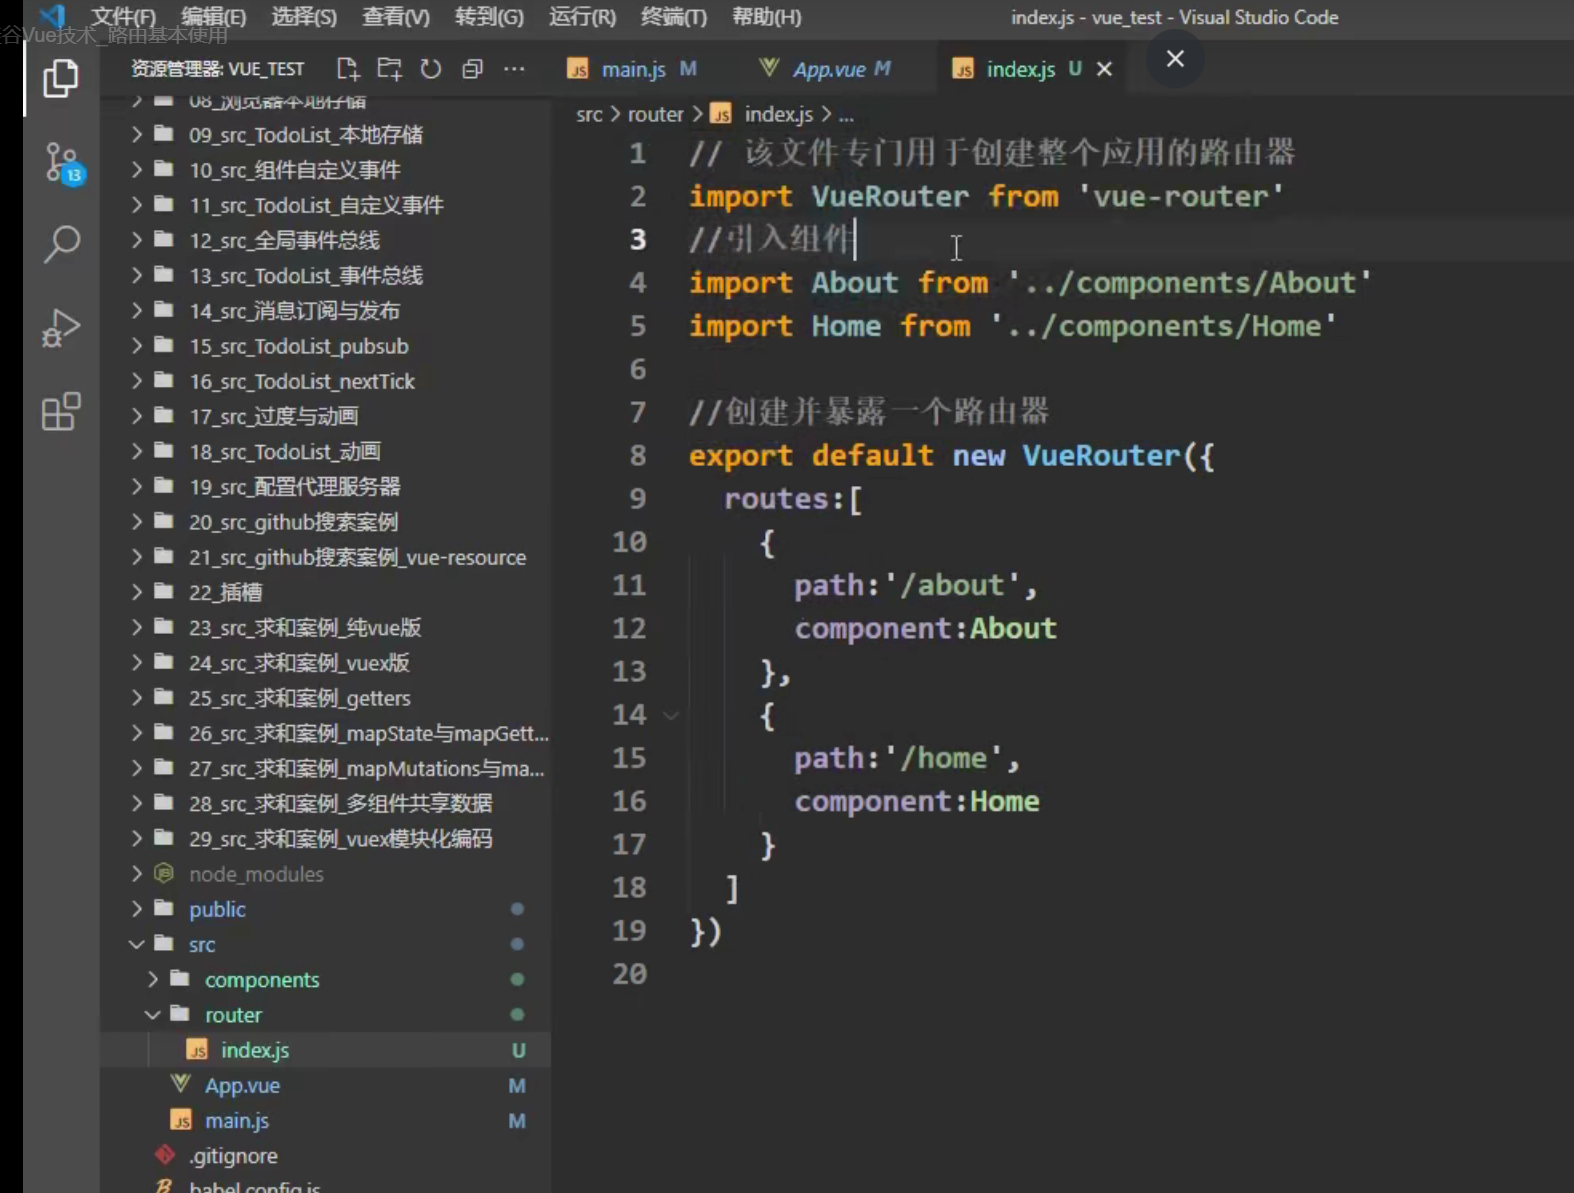 文件(F) 编辑(E) 选择(S) 查看(V) 转到(G) 运行(R) 终端(T) 帮助(H) index.js - vue_test - Visual Studio Code
谷Vue技术_路由基本使用
资源管理器: VUE_TEST
main.js M App.vue M index.js U
src > router > index.js > ...
13
08_浏览器本地存储
09_src_TodoList_本地存储
10_src_组件自定义事件
11_src_TodoList_自定义事件
12_src_全局事件总线
13_src_TodoList_事件总线
14_src_消息订阅与发布
15_src_TodoList_pubsub
16_src_TodoList_nextTick
17_src_过度与动画
18_src_TodoList_动画
19_src_配置代理服务器
20_src_github搜索案例
21_src_github搜索案例_vue-resource
22_插槽
23_src_求和案例_纯vue版
24_src_求和案例_vuex版
25_src_求和案例_getters
26_src_求和案例_mapState与mapGett...
27_src_求和案例_mapMutations与ma...
28_src_求和案例_多组件共享数据
29_src_求和案例_vuex模块化编码
node_modules
public
src
components
router
index.js U
App.vue M
main.js M
.gitignore
babel.config.js
1 // 该文件专门用于创建整个应用的路由器
2 import VueRouter from 'vue-router'
3 //引入组件
4 import About from '../components/About'
5 import Home from '../components/Home'
6
7 //创建并暴露一个路由器
8 export default new VueRouter({
9 routes:[
10 {
11 path:'/about',
12 component:About
13 },
14 {
15 path:'/home',
16 component:Home
17 }
18 ]
19 })
20